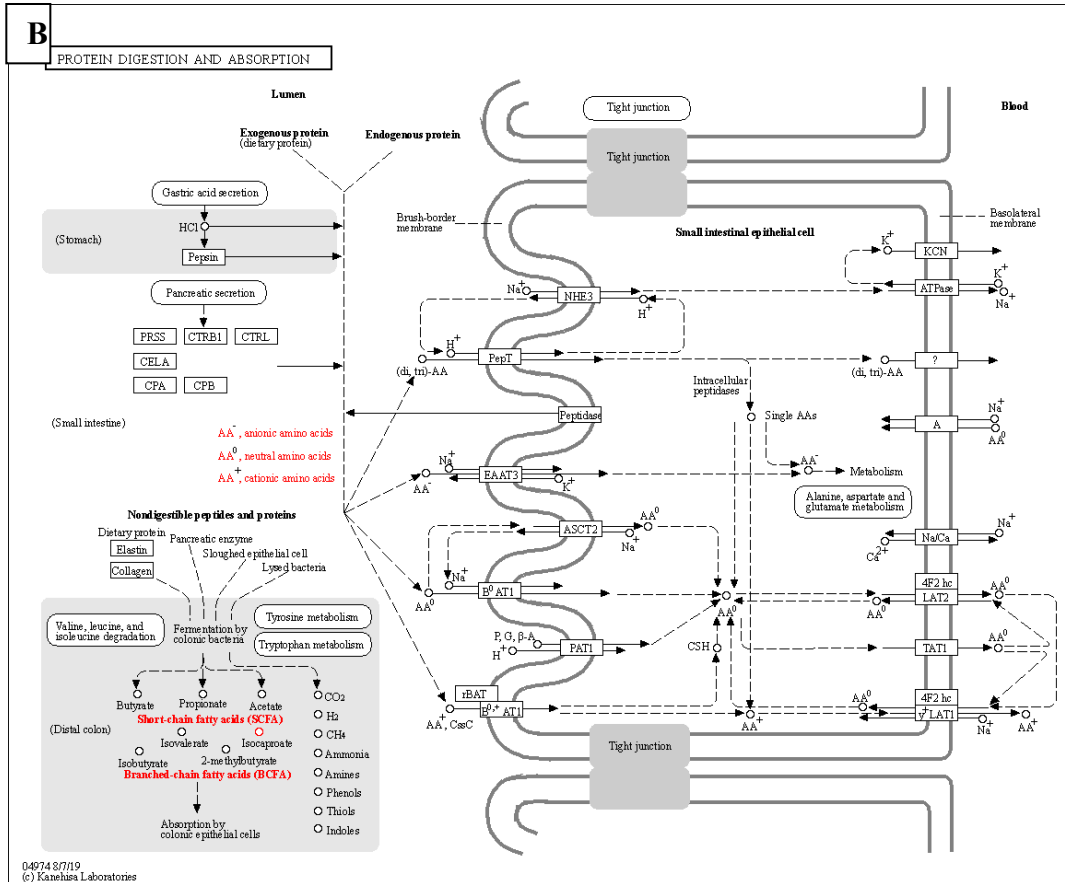 B
PROTEIN DIGESTION AND ABSORPTION
Lumen
Exogenous protein
(dietary protein)
Endogenous protein
Gastric acid secretion
(Stomach)
HCl
Pepsin
Pancreatic secretion
PRSS
CTRB1
CTRL
CELA
CPA
CPB
(Small intestine)
AA⁻, anionic amino acids
AA⁰, neutral amino acids
AA⁺, cationic amino acids
Nondigestible peptides and proteins
Dietary protein
Elastin
Collagen
Pancreatic enzyme
Sloughed epithelial cell
Lysed bacteria
Valine, leucine, and
isoleucine degradation
Fermentation by
colonic bacteria
Tyrosine metabolism
Tryptophan metabolism
Butyrate
Propionate
Acetate
Short-chain fatty acids (SCFA)
(Distal colon)
Isovalerate
Isocaproate
Isobutyrate
2-methylbutyrate
Branched-chain fatty acids (BCFA)
Absorption by
colonic epithelial cells
CO2
H2
CH4
Ammonia
Amines
Phenols
Thiols
Indoles
Tight junction
Tight junction
Blood
Brush-border
membrane
Small intestinal epithelial cell
Basolateral
membrane
K⁺
KCN
Na⁺
NHE3
H⁺
ATPase
K⁺
Na⁺
H⁺
PepT
(di, tri)-AA
(di, tri)-AA
?
Intracellular
peptidases
Peptidase
Single AAs
A
Na⁺
AA⁰
Na⁺
AA⁻
EAAT3
K⁺
AA⁻
Metabolism
Alanine, aspartate and
glutamate metabolism
ASCT2
AA⁰
Na⁺
Ca²⁺
Na/Ca
Na⁺
Na⁺
AA⁰
B⁰AT1
AA⁰
AA⁰
4F2 hc
LAT2
AA⁰
P, G, β-A
H⁺
PAT1
CSH
TAT1
AA⁰
rBAT
B⁰,⁺ AT1
AA⁺, CssC
AA⁺
AA⁰
4F2 hc
y⁺LAT1
Na⁺
AA⁺
Tight junction
04974 8/7/19
(c) Kanehisa Laboratories